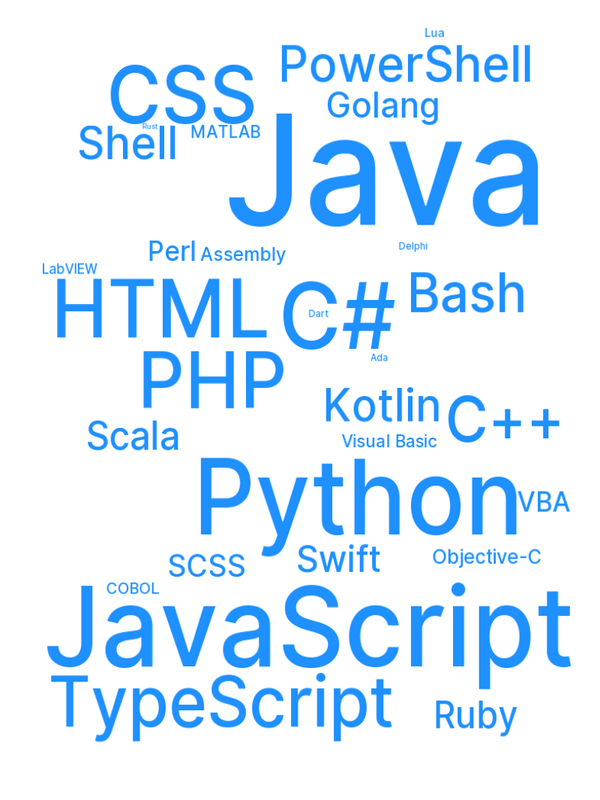 Lua
PowerShell
CSS
Golang
Rust
MATLAB
Shell
Java
Delphi
Perl
Assembly
LabVIEW
HTML
C#
Dart
Bash
Ada
PHP
Kotlin
C++
Scala
Visual Basic
Python
VBA
SCSS
Swift
Objective-C
COBOL
JavaScript
TypeScript
Ruby